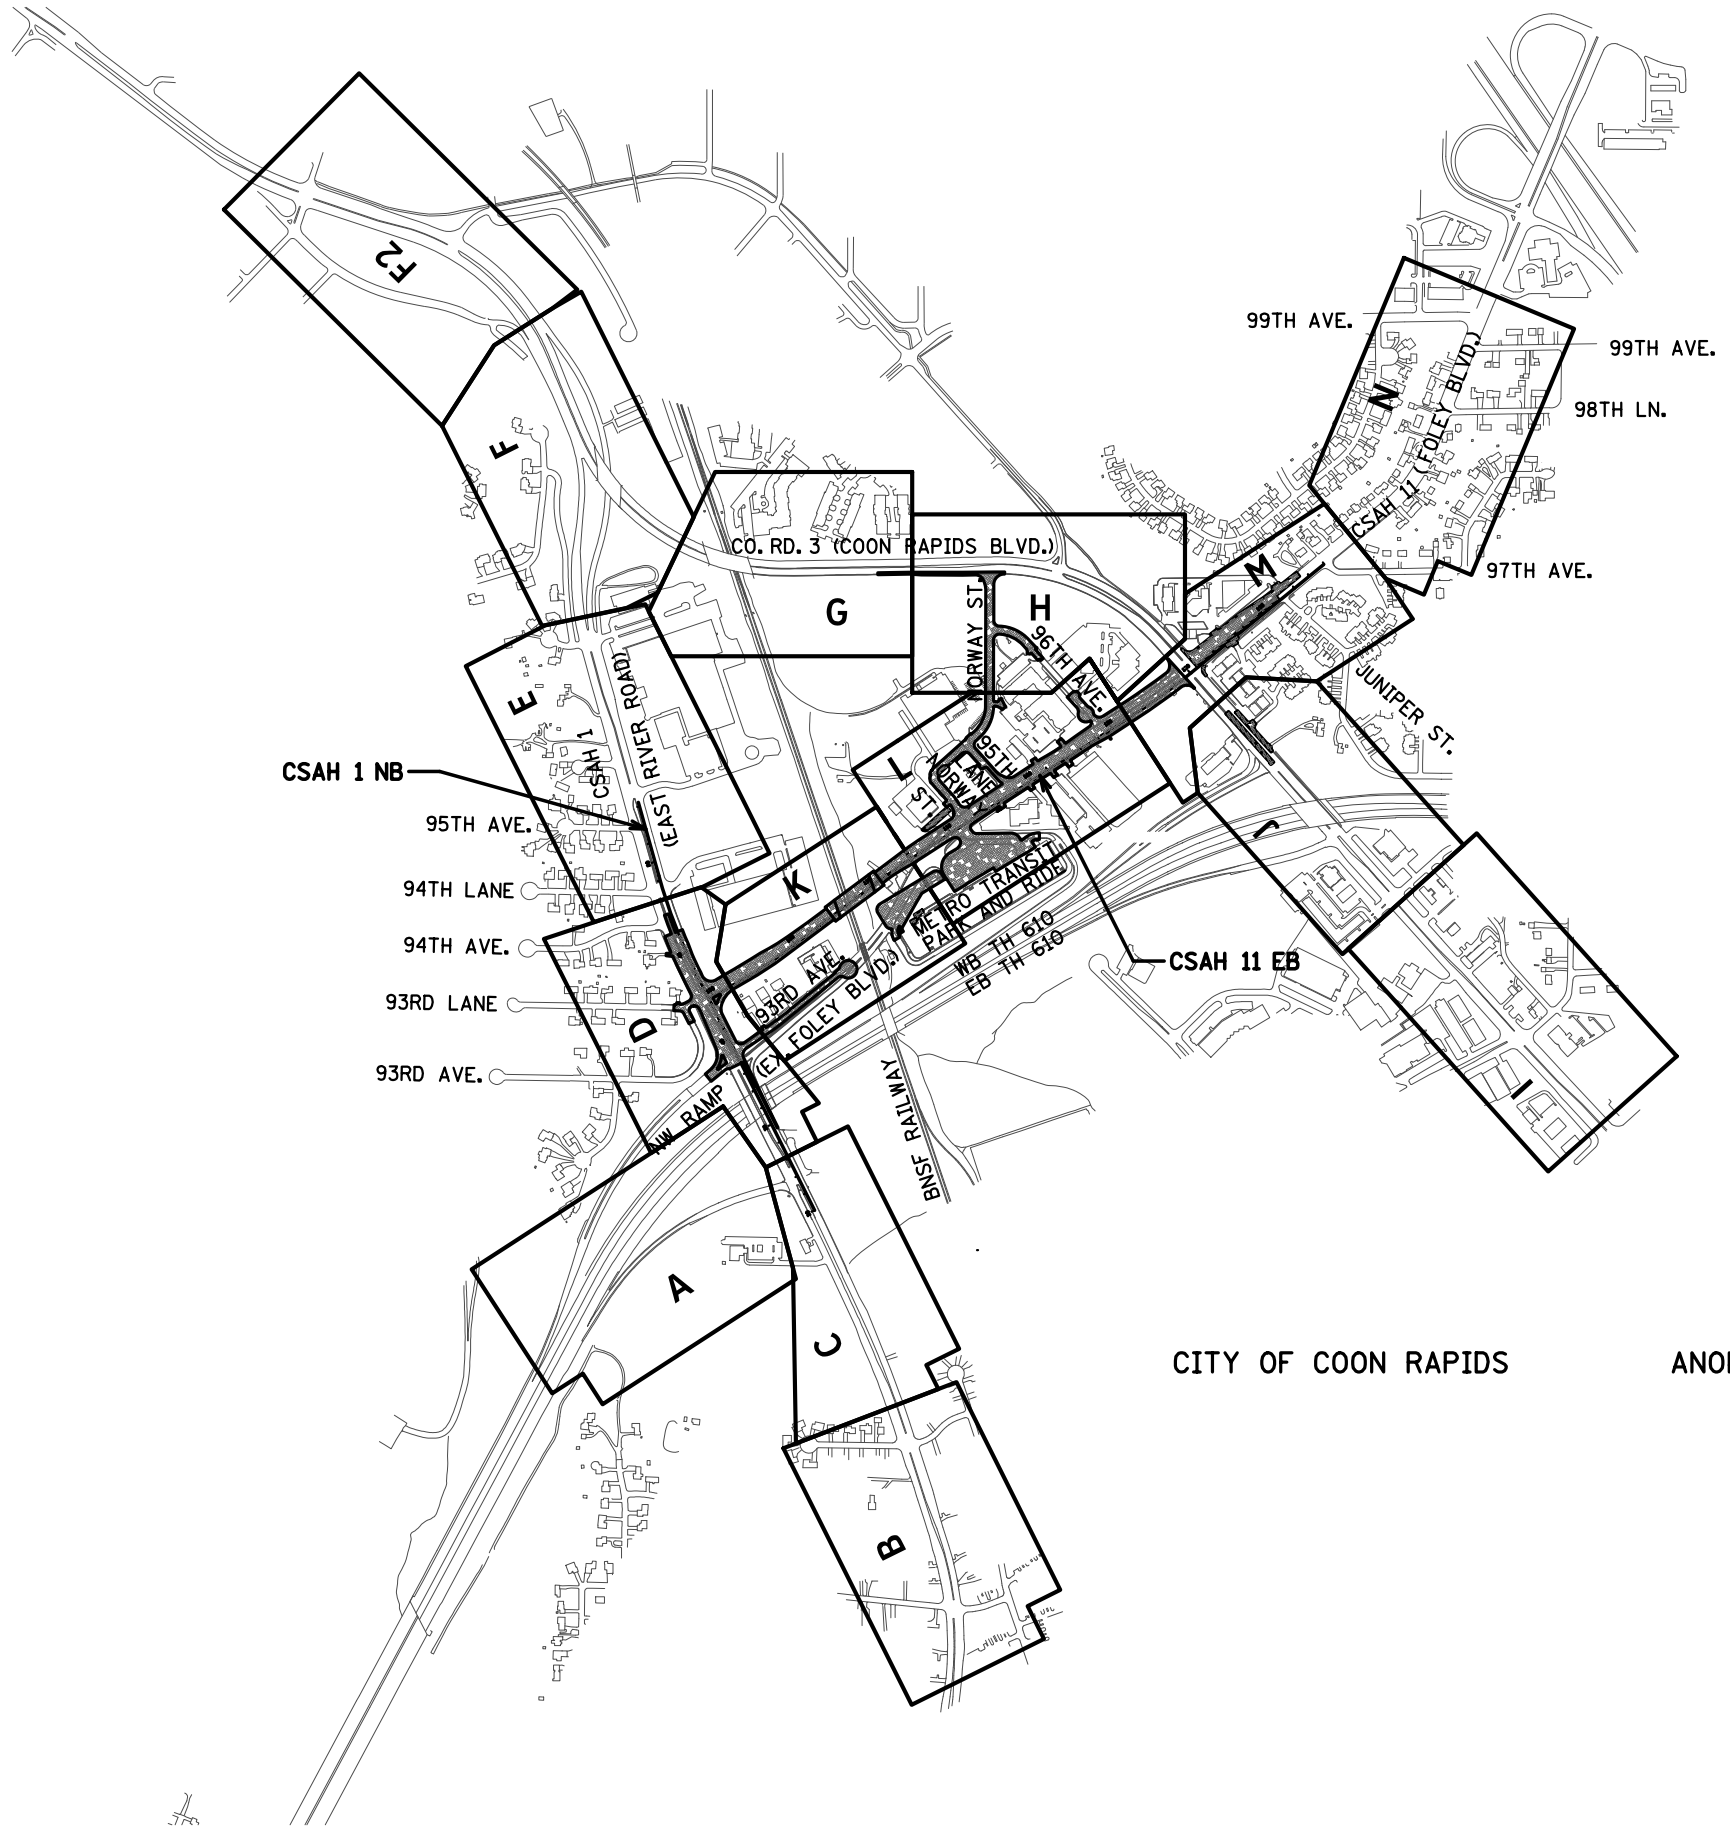 F2
99TH AVE.
99TH AVE.
N
98TH LN.
CSAH 11 (FOLEY BLVD.)
F
CO. RD. 3 (COON RAPIDS BLVD.)
M
97TH AVE.
G
NORWAY ST
H
96TH AVE.
E
CSAH 1
(EAST RIVER ROAD)
JUNIPER ST.
CSAH 1 NB
L
95TH
LANE
NORWAY
ST.
95TH AVE.
J
94TH LANE
K
METRO TRANSIT
PARK AND RIDE
94TH AVE.
WB TH 610
EB TH 610
CSAH 11 EB
93RD LANE
D
93RD AVE.
(EX. FOLEY BLVD.)
93RD AVE.
NW RAMP
BNSF RAILWAY
I
A
C
CITY OF COON RAPIDS
B